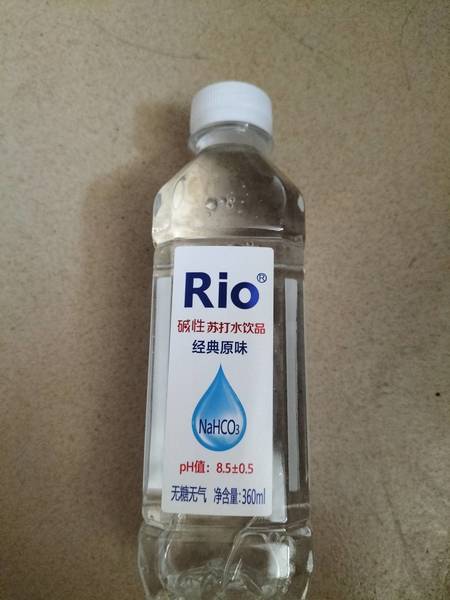 Rio®
碱性 苏打水饮品
经典原味
NaHCO₃
pH值：8.5±0.5
无糖无气 净含量:360ml